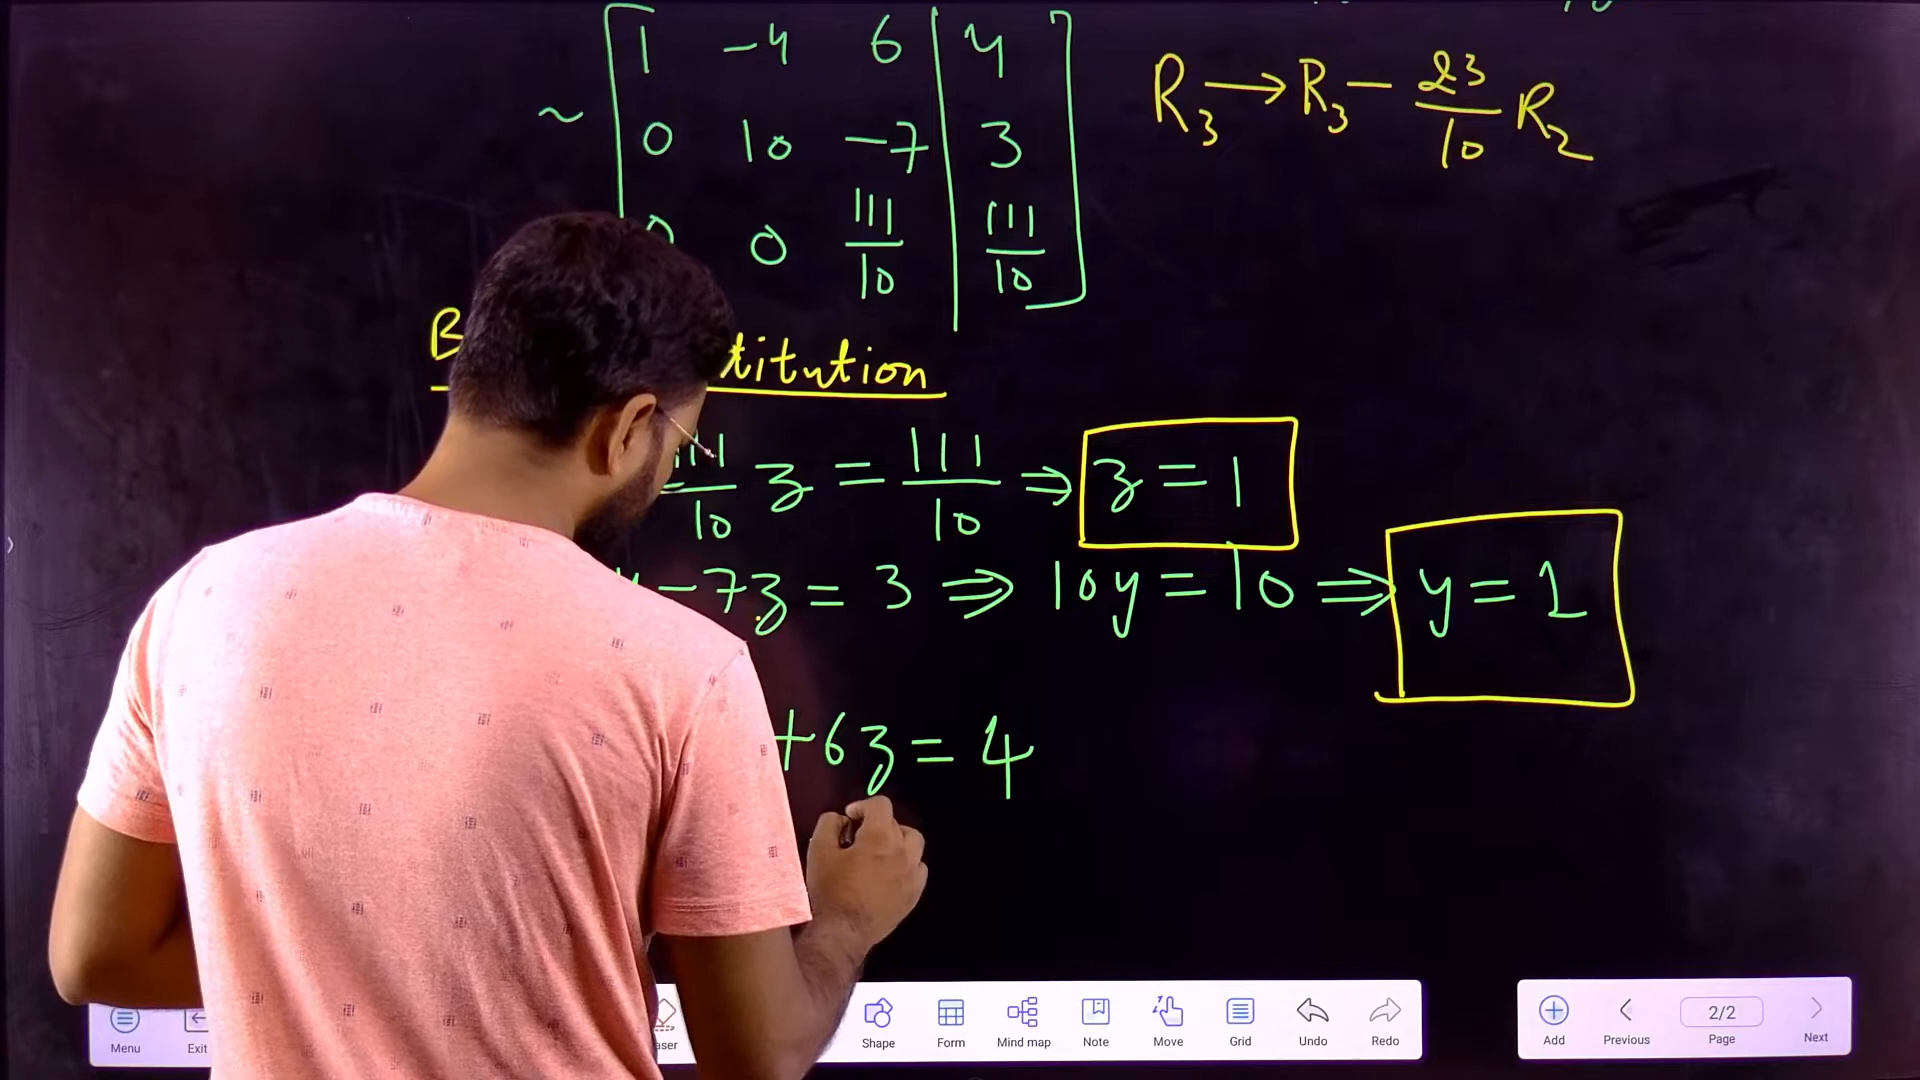 1 -4 6 | 4
R₃ → R₃ - 23/10 R₂
~ 0 10 -7 | 3
0 0 111/10 | 111/10
111/10 z = 111/10 ⇒ z = 1
- 7z = 3 ⇒ 10y = 10 ⇒ y = 1
+ 6z = 4
Menu Exit Shape Form Mind map Note Move Grid Undo Redo Add Previous 2/2 Page Next